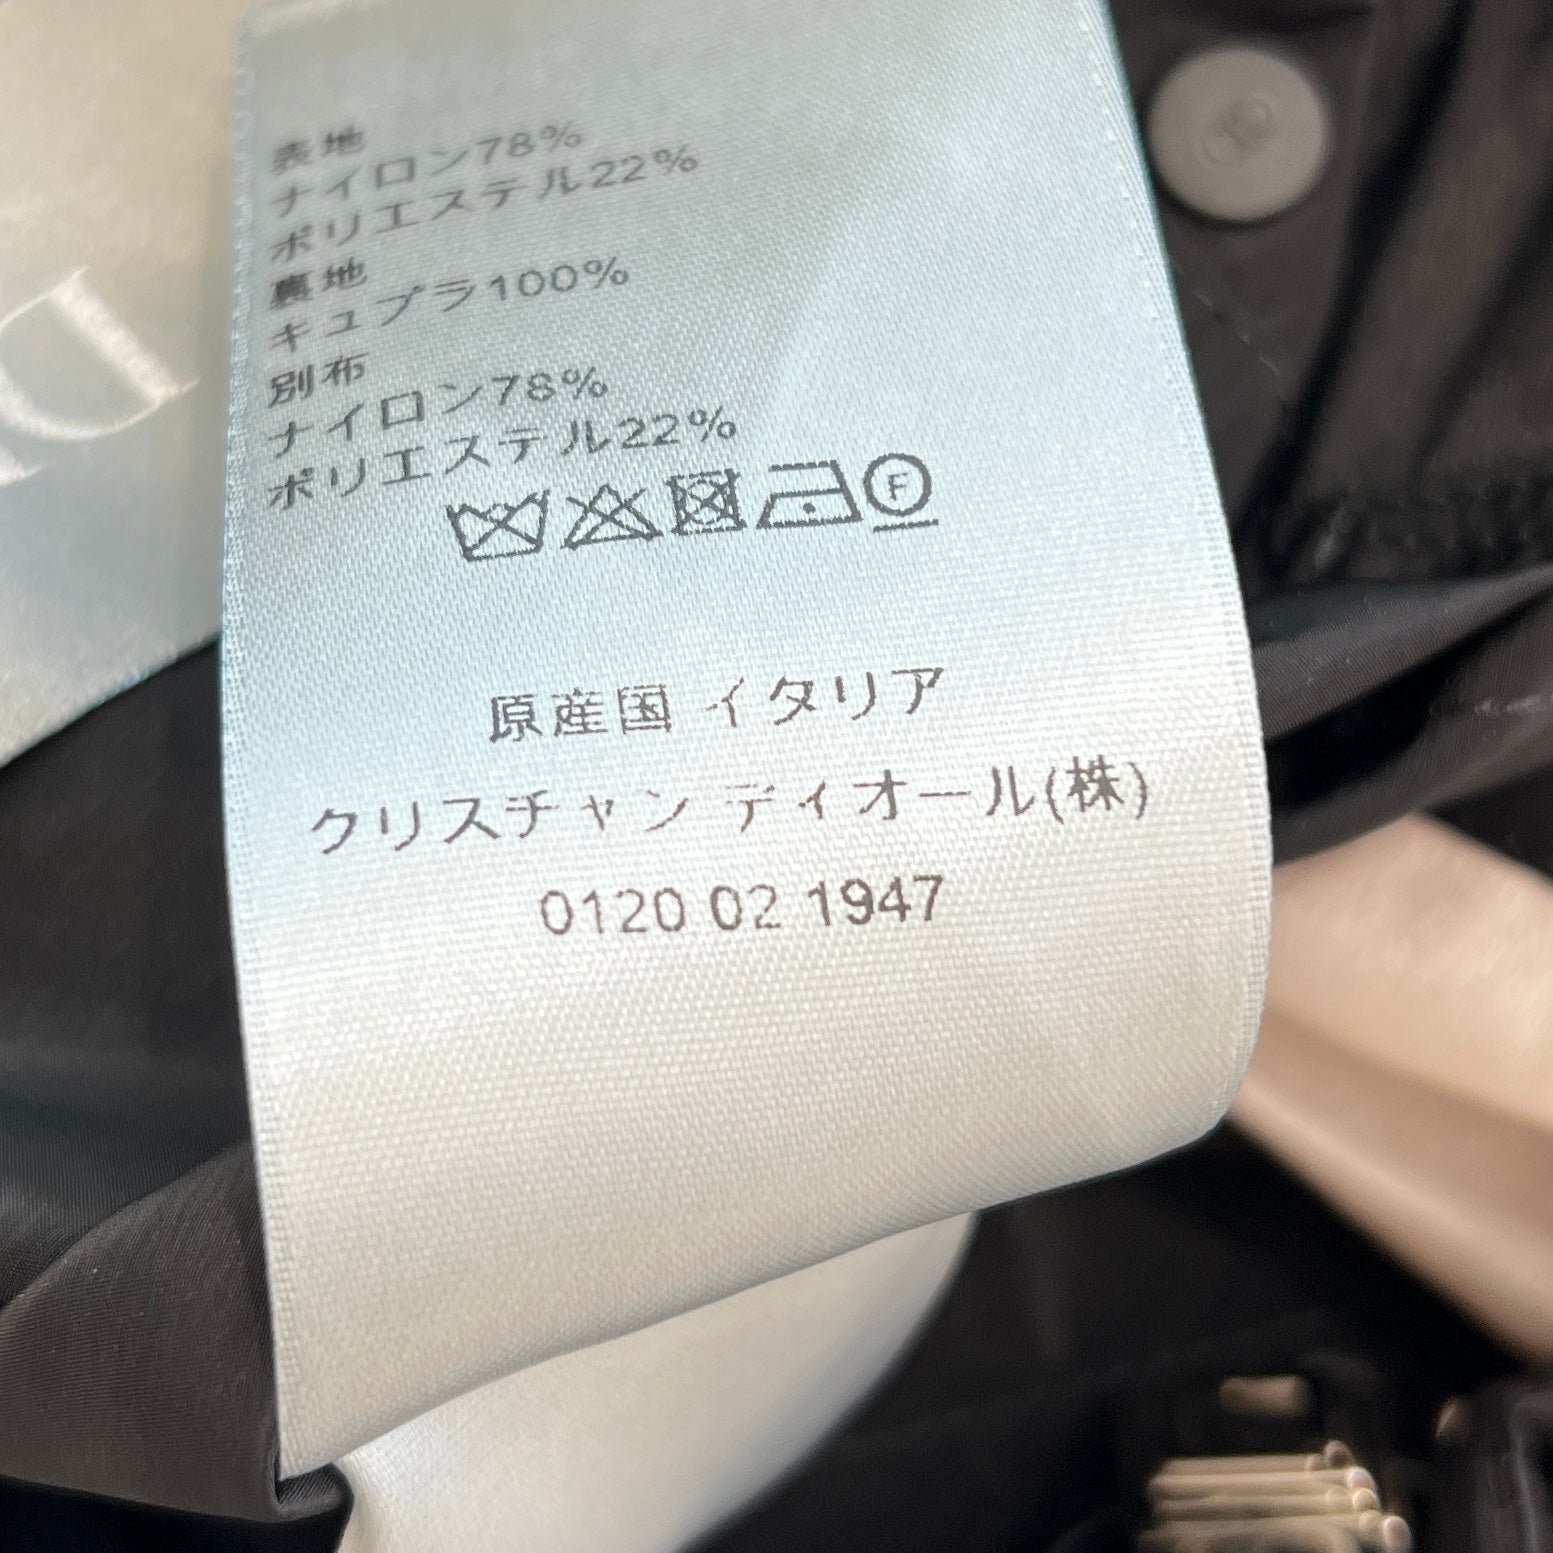 表地
ナイロン78%
ポリエステル22%
裏地
キュプラ100%
別布
ナイロン78%
ポリエステル22%
F
原産国 イタリア
クリスチャン ディオール(株)
0120 02 1947